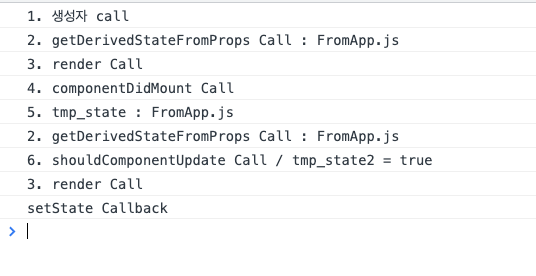 1. 생성자 call
2. getDerivedStateFromProps Call : FromApp.js
3. render Call
4. componentDidMount Call
5. tmp_state : FromApp.js
2. getDerivedStateFromProps Call : FromApp.js
6. shouldComponentUpdate Call / tmp_state2 = true
3. render Call
setState Callback